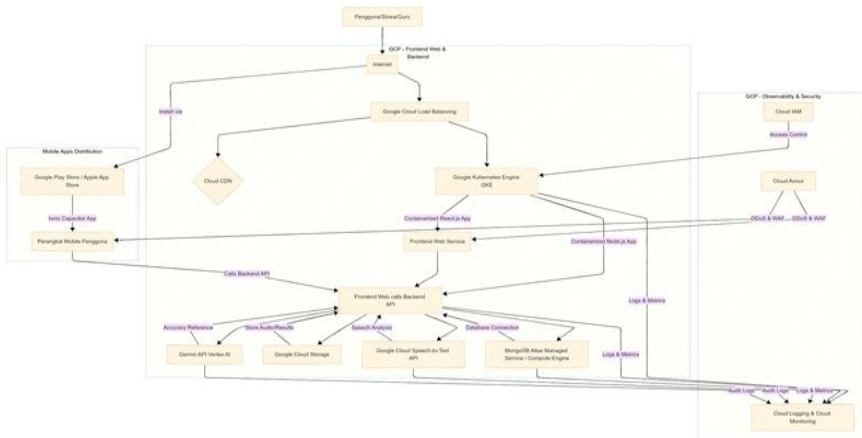 Pengguna/Siswa/Guru
GCP - Frontend Web &
Backend
Internet
GCP - Observability & Security
Install via
Google Cloud Load Balancing
Cloud IAM
Access Control
Mobile Apps Distribution
Google Play Store / Apple App
Store
Cloud CDN
Google Kubernetes Engine
GKE
Cloud Armor
Ionic Capacitor App
Containerized React.js App
DDoS & WAF
DDoS & WAF
Perangkat Mobile Pengguna
Frontend Web Service
Containerized Node.js App
Calls Backend API
Frontend Web calls Backend
API
Logs & Metrics
Accuracy Reference
Store Audio/Results
Speech Analysis
Database Connection
Gemini API Vertex AI
Google Cloud Storage
Google Cloud Speech-to-Text
API
MongoDB Atlas Managed
Service / Compute Engine
Logs & Metrics
Audit Logs
Audit Logs
Logs & Metrics
Cloud Logging & Cloud
Monitoring